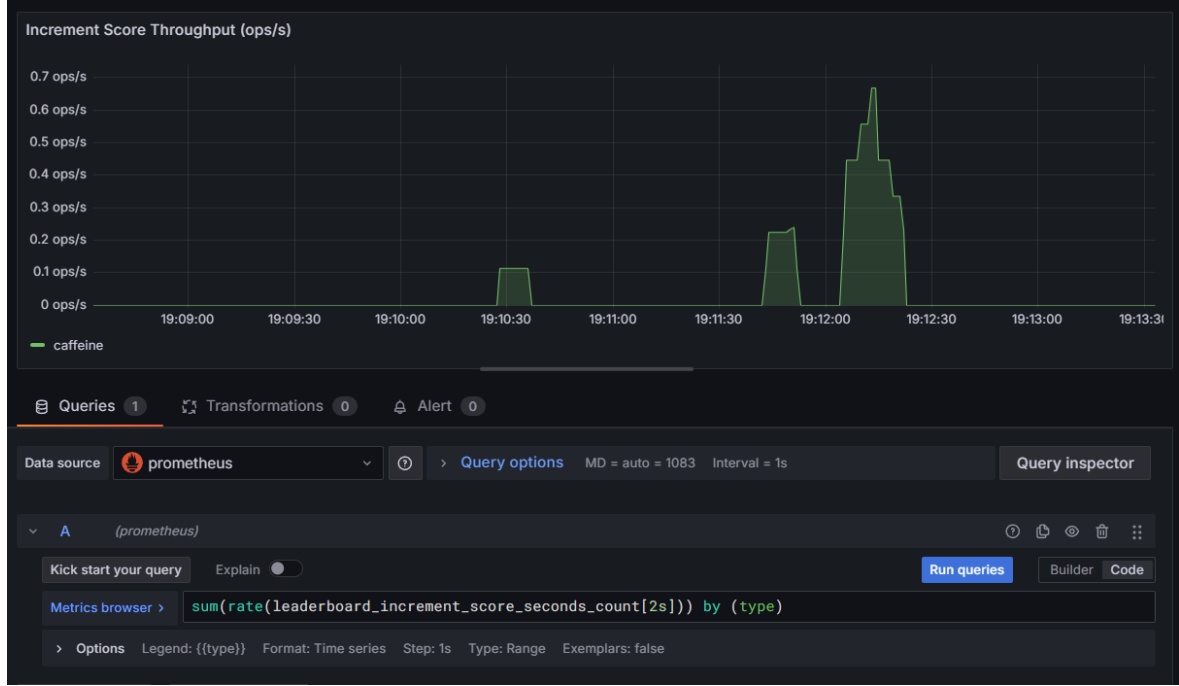 Increment Score Throughput (ops/s)
0.7 ops/s
0.6 ops/s
0.5 ops/s
0.4 ops/s
0.3 ops/s
0.2 ops/s
0.1 ops/s
0 ops/s
19:09:00 19:09:30 19:10:00 19:10:30 19:11:00 19:11:30 19:12:00 19:12:30 19:13:00 19:13:30
caffeine
Queries 1 Transformations 0 Alert 0
Data source prometheus Query options MD = auto = 1083 Interval = 1s Query inspector
A (prometheus)
Kick start your query Explain Run queries Builder Code
Metrics browser > sum(rate(leaderboard_increment_score_seconds_count[2s])) by (type)
> Options Legend: {{type}} Format: Time series Step: 1s Type: Range Exemplars: false